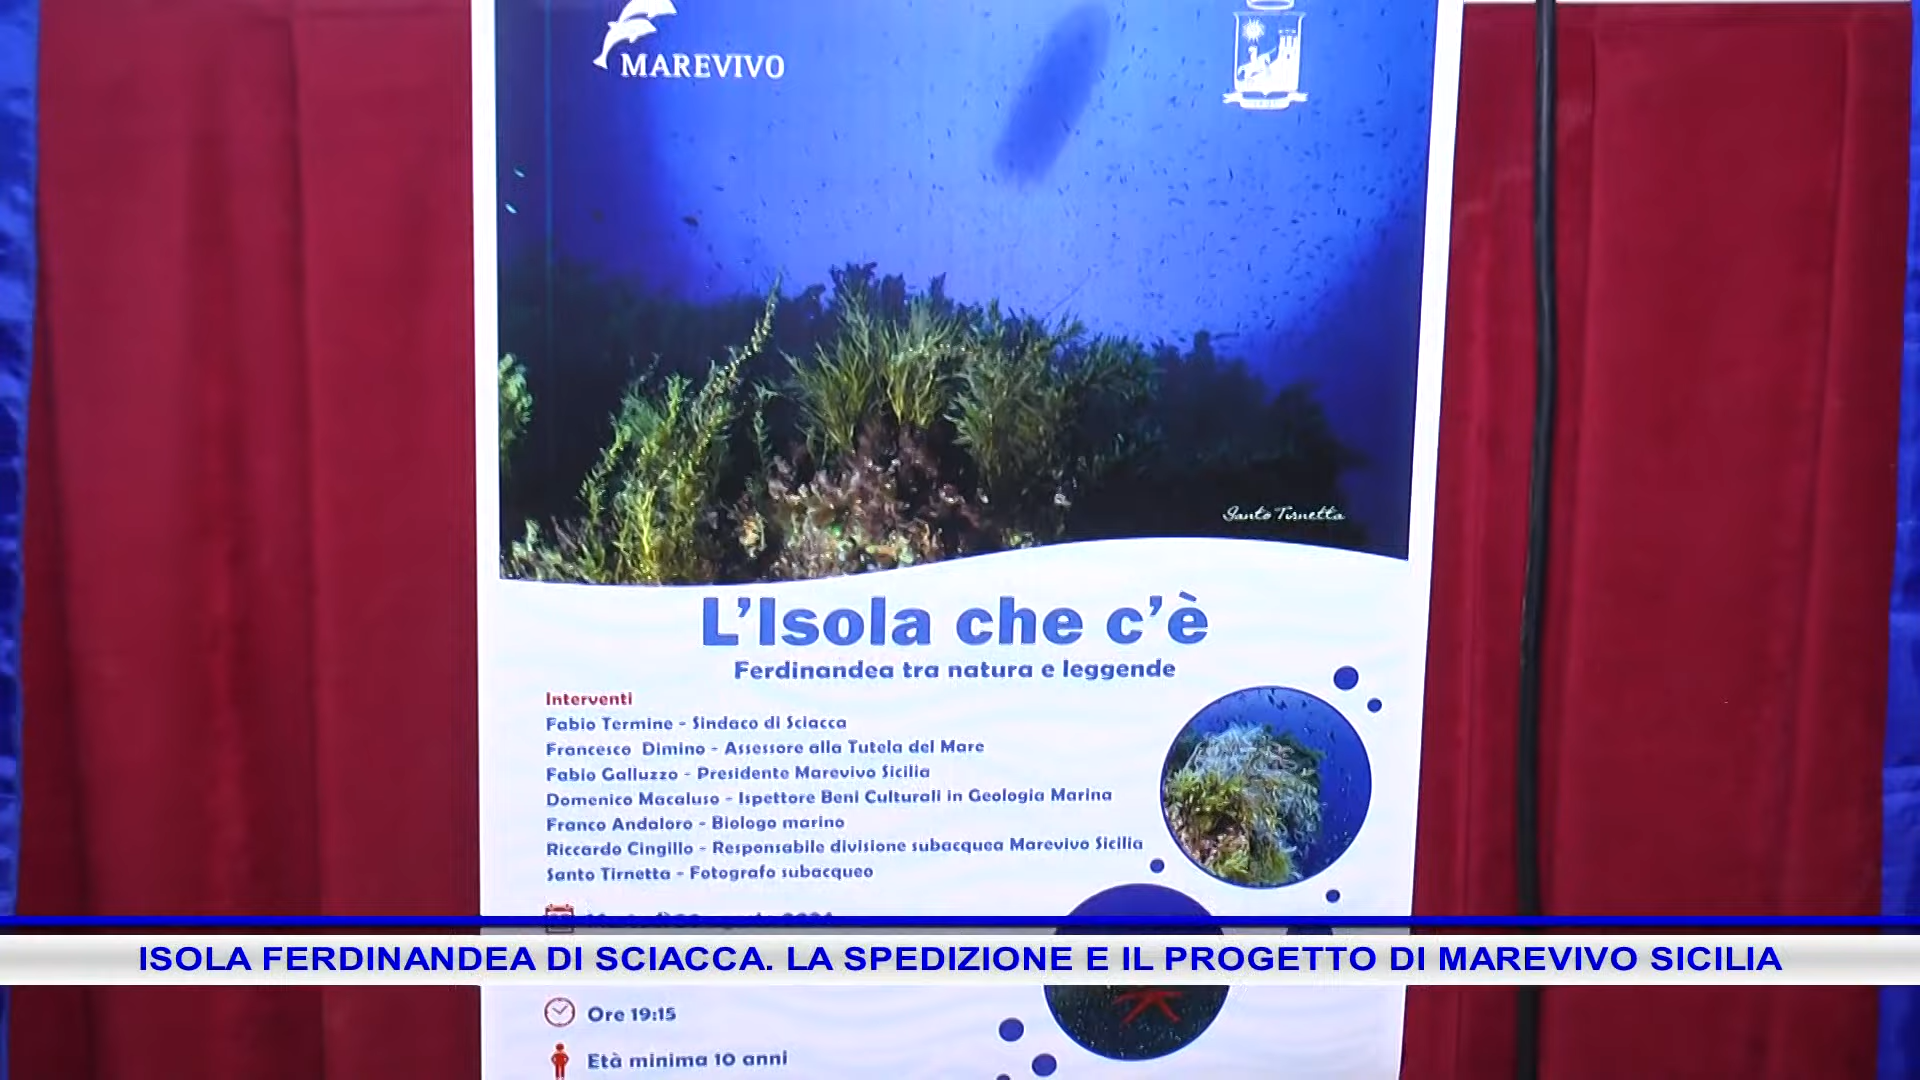 MAREVIVO
Santo Tirnetta
L'Isola che c'è
Ferdinandea tra natura e leggende
Interventi
Fabio Termine - Sindaco di Sciacca
Francesco Dimino - Assessore alla Tutela del Mare
Fabio Galluzzo - Presidente Marevivo Sicilia
Domenico Macaluso - Ispettore Beni Culturali in Geologia Marina
Franco Andaloro - Biologo marino
Riccardo Cingillo - Responsabile divisione subacquea Marevivo Sicilia
Santo Tirnetta - Fotografo subacqueo
ISOLA FERDINANDEA DI SCIACCA. LA SPEDIZIONE E IL PROGETTO DI MAREVIVO SICILIA
Ore 19:15
Età minima 10 anni